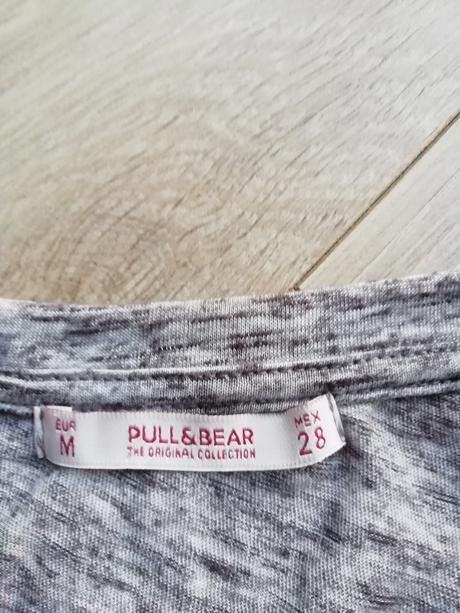 EUR
M
PULL&BEAR
THE ORIGINAL COLLECTION
MEX
28